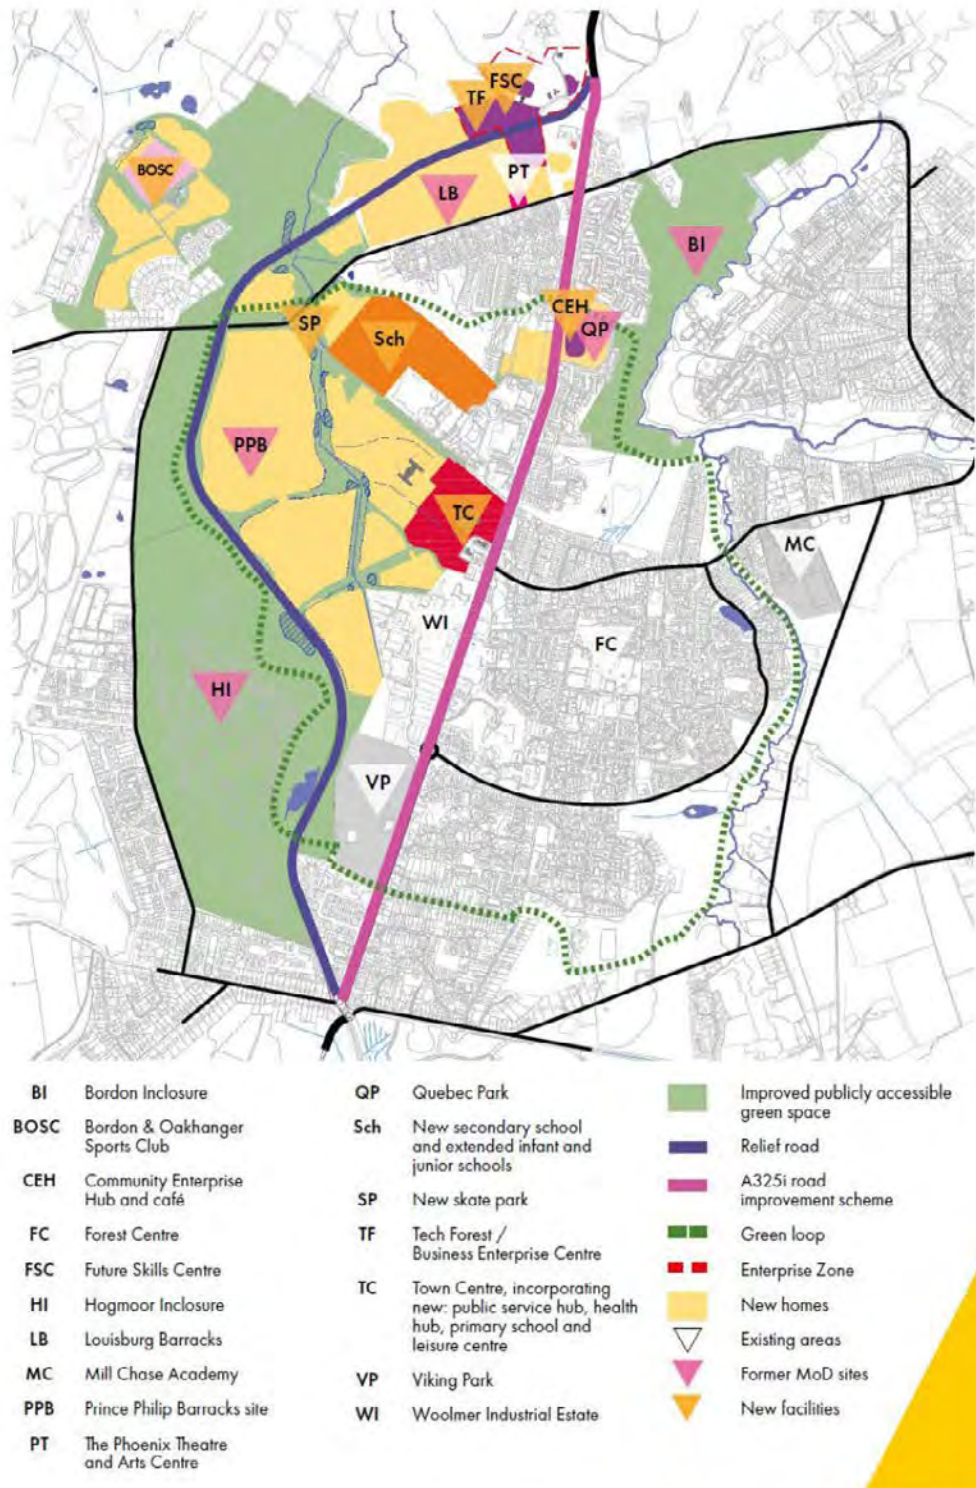 FSC
TF
BOSC
PT
LB
BI
CEH
SP
QP
Sch
PPB
TC
MC
WI
FC
HI
VP
BI Bordon Inclosure
BOSC Bordon & Oakhanger
Sports Club
CEH Community Enterprise
Hub and café
FC Forest Centre
FSC Future Skills Centre
HI Hogmoor Inclosure
LB Louisburg Barracks
MC Mill Chase Academy
PPB Prince Philip Barracks site
PT The Phoenix Theatre
and Arts Centre
QP Quebec Park
Sch New secondary school
and extended infant and
junior schools
SP New skate park
TF Tech Forest /
Business Enterprise Centre
TC Town Centre, incorporating
new: public service hub, health
hub, primary school and
leisure centre
VP Viking Park
WI Woolmer Industrial Estate
Improved publicly accessible
green space
Relief road
A325i road
improvement scheme
Green loop
Enterprise Zone
New homes
Existing areas
Former MoD sites
New facilities